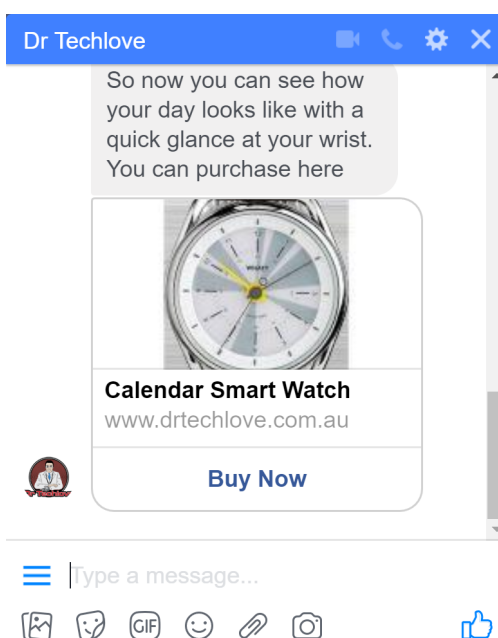 Dr Techlove
So now you can see how
your day looks like with a
quick glance at your wrist.
You can purchase here
Calendar Smart Watch
www.drtechlove.com.au
Buy Now
Type a message...
GIF